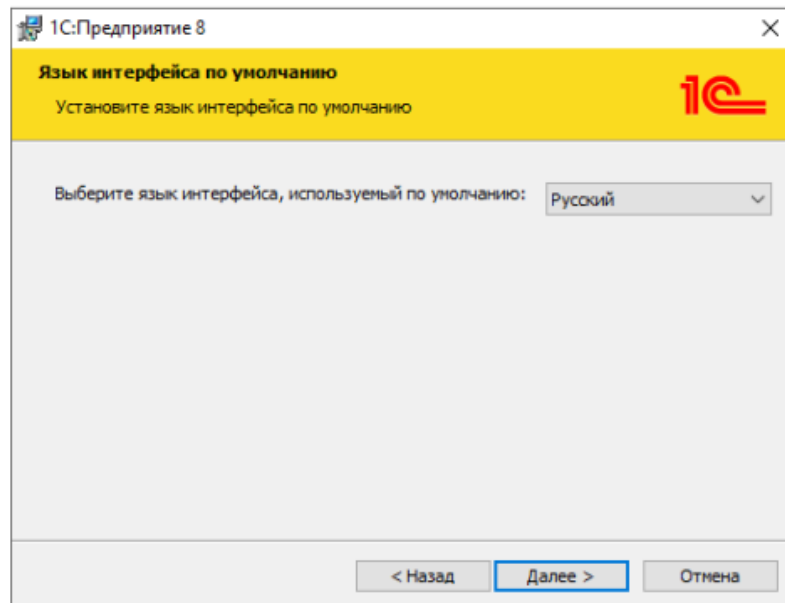 1С:Предприятие 8
Язык интерфейса по умолчанию
Установите язык интерфейса по умолчанию
1С
Выберите язык интерфейса, используемый по умолчанию:
Русский
< Назад
Далее >
Отмена